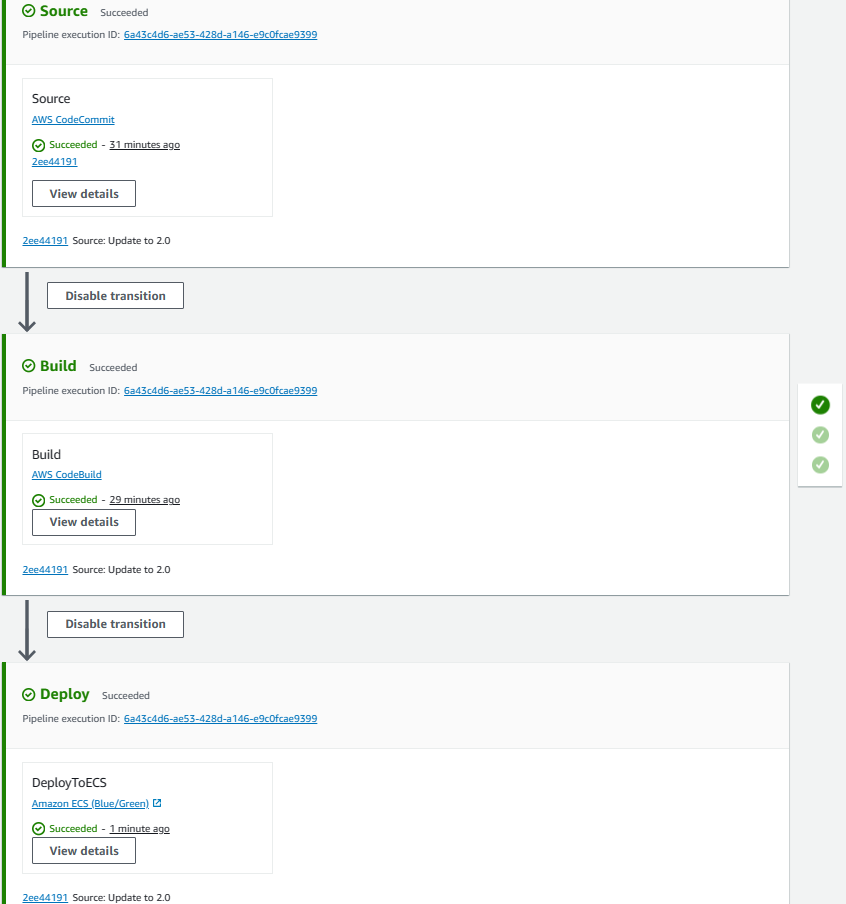 Source Succeeded
Pipeline execution ID: 6a43c4d6-ae53-428d-a146-e9c0fcae9399
Source
AWS CodeCommit
Succeeded - 31 minutes ago
2ee44191
View details
2ee44191 Source: Update to 2.0
Disable transition
Build Succeeded
Pipeline execution ID: 6a43c4d6-ae53-428d-a146-e9c0fcae9399
Build
AWS CodeBuild
Succeeded - 29 minutes ago
View details
2ee44191 Source: Update to 2.0
Disable transition
Deploy Succeeded
Pipeline execution ID: 6a43c4d6-ae53-428d-a146-e9c0fcae9399
DeployToECS
Amazon ECS (Blue/Green)
Succeeded - 1 minute ago
View details
2ee44191 Source: Update to 2.0